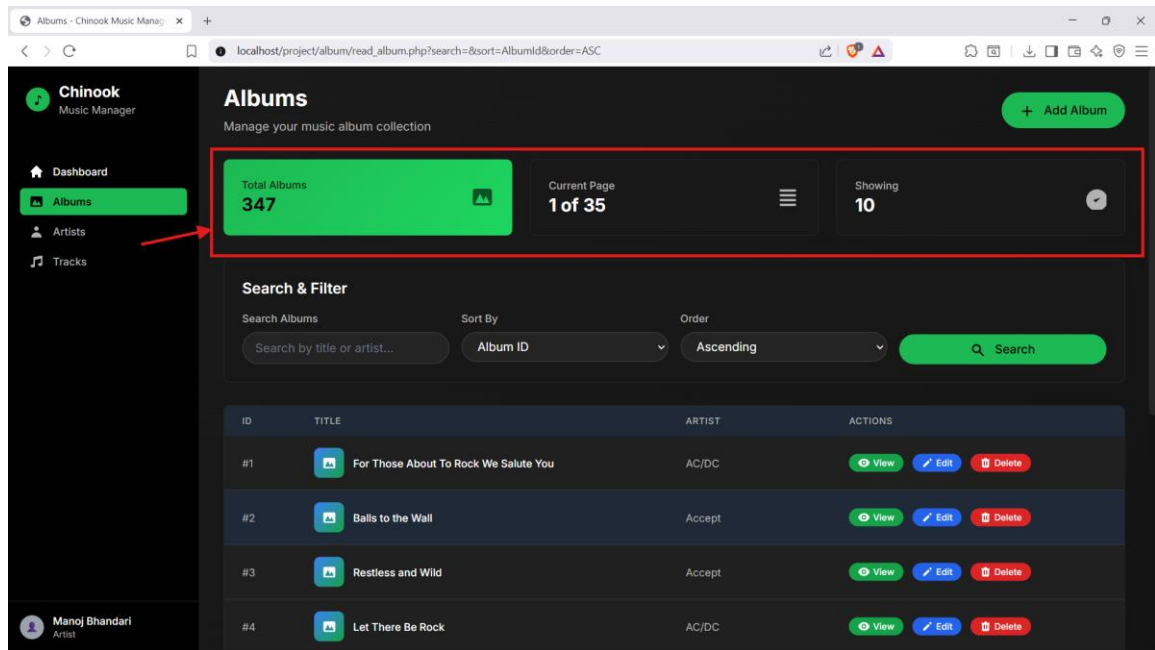 Albums - Chinook Music Manag
localhost/project/album/read_album.php?search=&sort=AlbumId&order=ASC
Chinook
Music Manager
Dashboard
Albums
Artists
Tracks
Manoj Bhandari
Artist
Albums
Manage your music album collection
+ Add Album
Total Albums
347
Current Page
1 of 35
Showing
10
Search & Filter
Search Albums
Search by title or artist...
Sort By
Album ID
Order
Ascending
Search
ID TITLE ARTIST ACTIONS
#1 For Those About To Rock We Salute You AC/DC View Edit Delete
#2 Balls to the Wall Accept View Edit Delete
#3 Restless and Wild Accept View Edit Delete
#4 Let There Be Rock AC/DC View Edit Delete